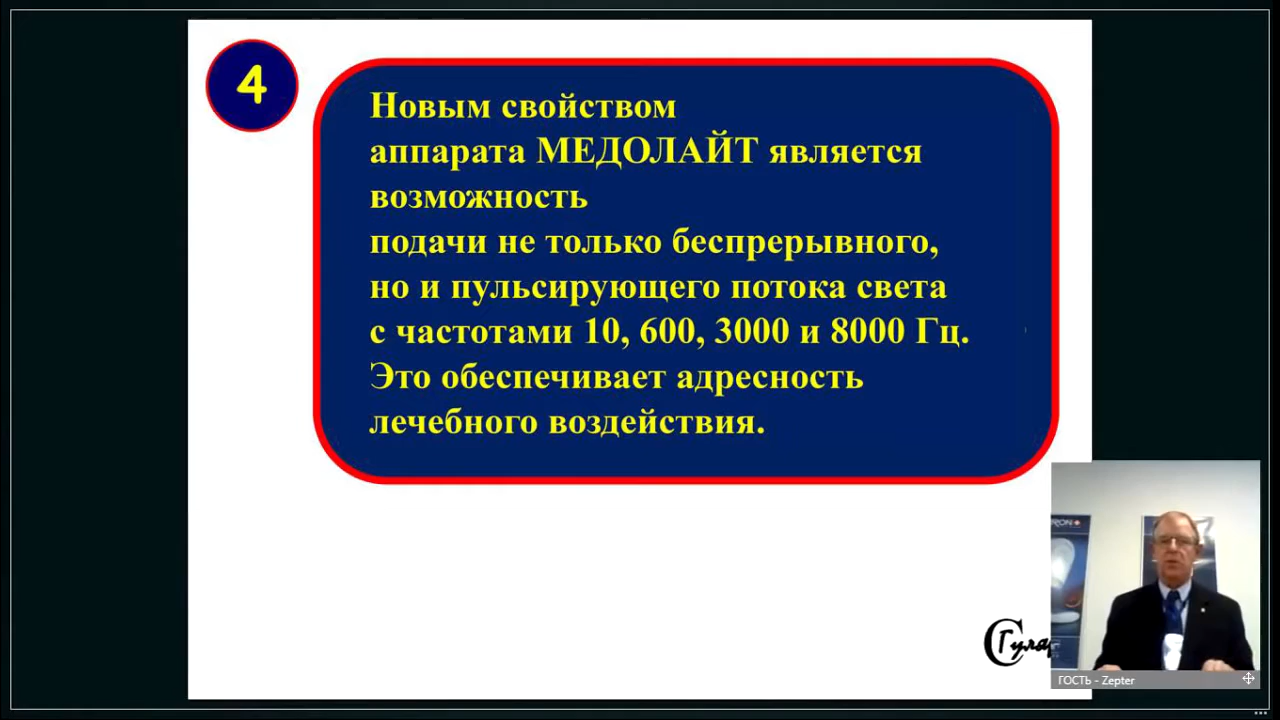 4
Новым свойством
аппарата МЕДОЛАЙТ является
возможность
подачи не только беспрерывного,
но и пульсирующего потока света
с частотами 10, 600, 3000 и 8000 Гц.
Это обеспечивает адресность
лечебного воздействия.
ГОСТЬ - Zepter